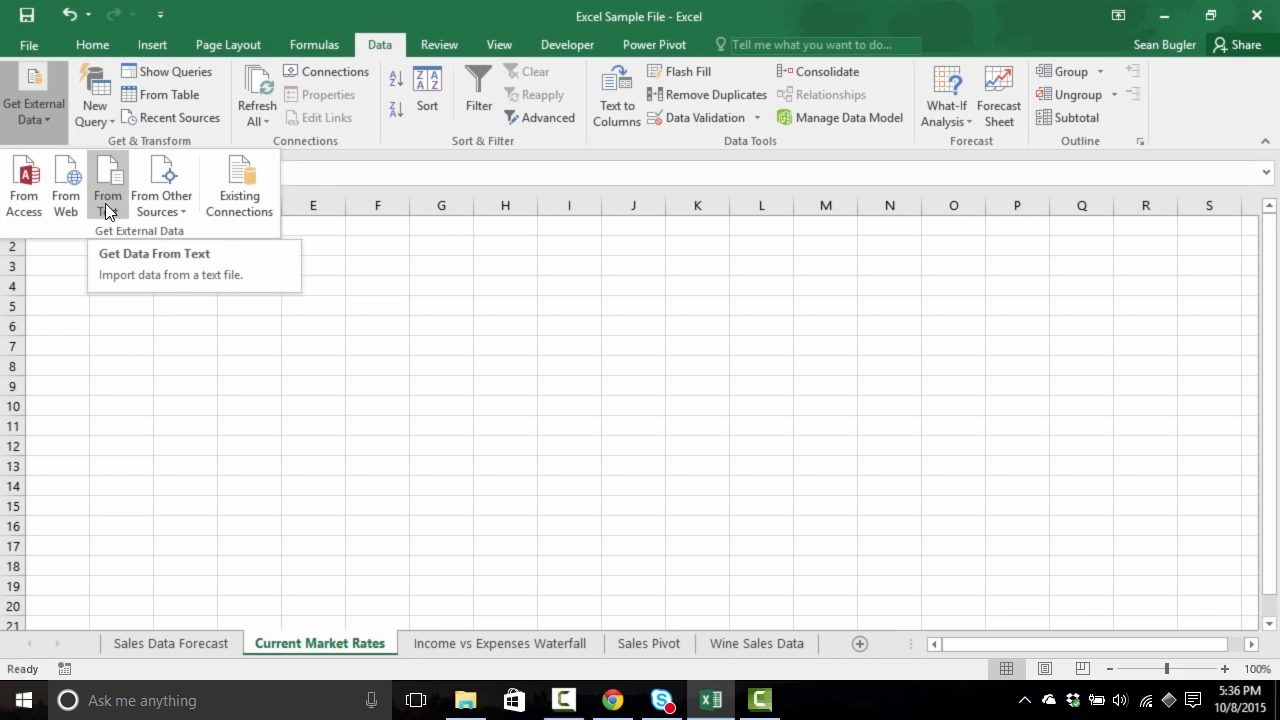 Excel Sample File - Excel
File Home Insert Page Layout Formulas Data Review View Developer Power Pivot Tell me what you want to do... Sean Bugler Share
Get External Data
New Query
Show Queries
From Table
Recent Sources
Get & Transform
Refresh All
Connections
Properties
Edit Links
Connections
Sort
Filter
Clear
Reapply
Advanced
Sort & Filter
Text to Columns
Flash Fill
Remove Duplicates
Data Validation
Consolidate
Relationships
Manage Data Model
Data Tools
What-If Analysis
Forecast Sheet
Forecast
Group
Ungroup
Subtotal
Outline
From Access
From Web
From
From Other Sources
Existing Connections
Get External Data
Get Data From Text
Import data from a text file.
E F G H I J K L M N O P Q R S
2
3
4
5
6
7
8
9
10
11
12
13
14
15
16
17
18
19
20
21
Sales Data Forecast Current Market Rates Income vs Expenses Waterfall Sales Pivot Wine Sales Data
Ready 100%
Ask me anything 5:36 PM
10/8/2015